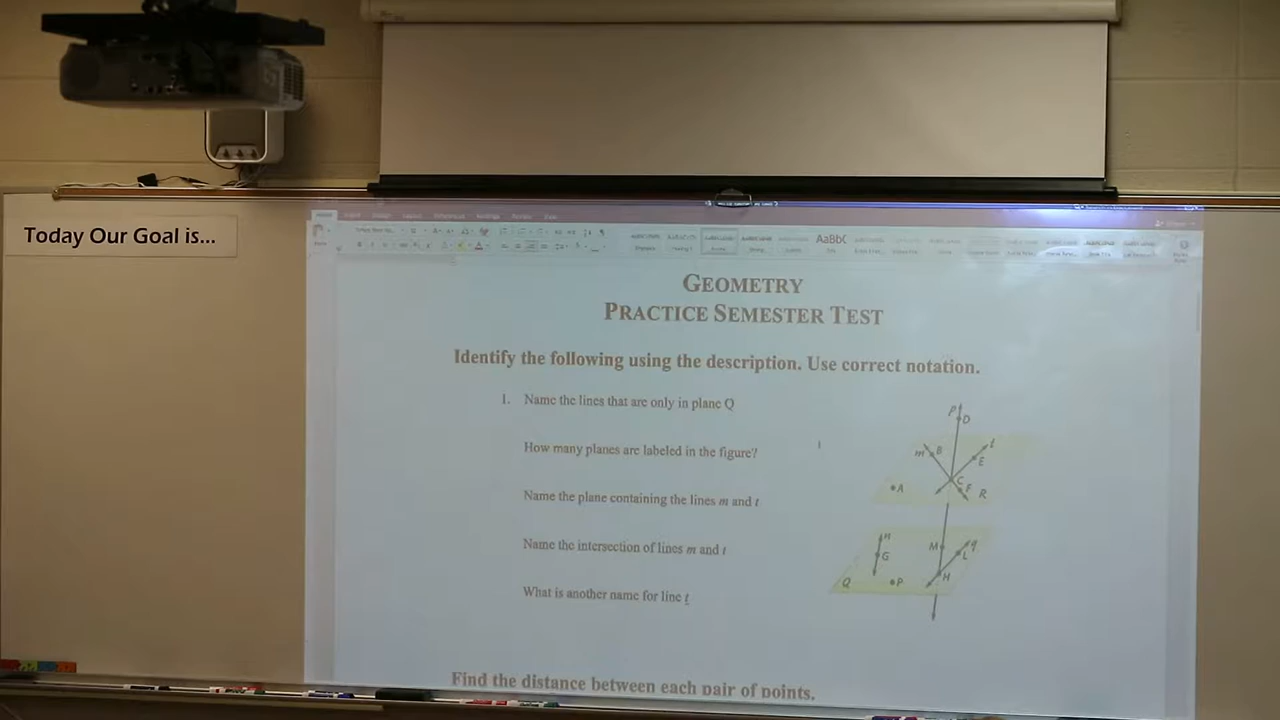 Today Our Goal is...
AaBbC
GEOMETRY
PRACTICE SEMESTER TEST
Identify the following using the description. Use correct notation.
1. Name the lines that are only in plane Q
How many planes are labeled in the figure?
Name the plane containing the lines m and t
Name the intersection of lines m and t
What is another name for line t
p
D
m
B
t
E
C
F
R
A
n
G
M
q
L
H
P
Q
Find the distance between each pair of points.